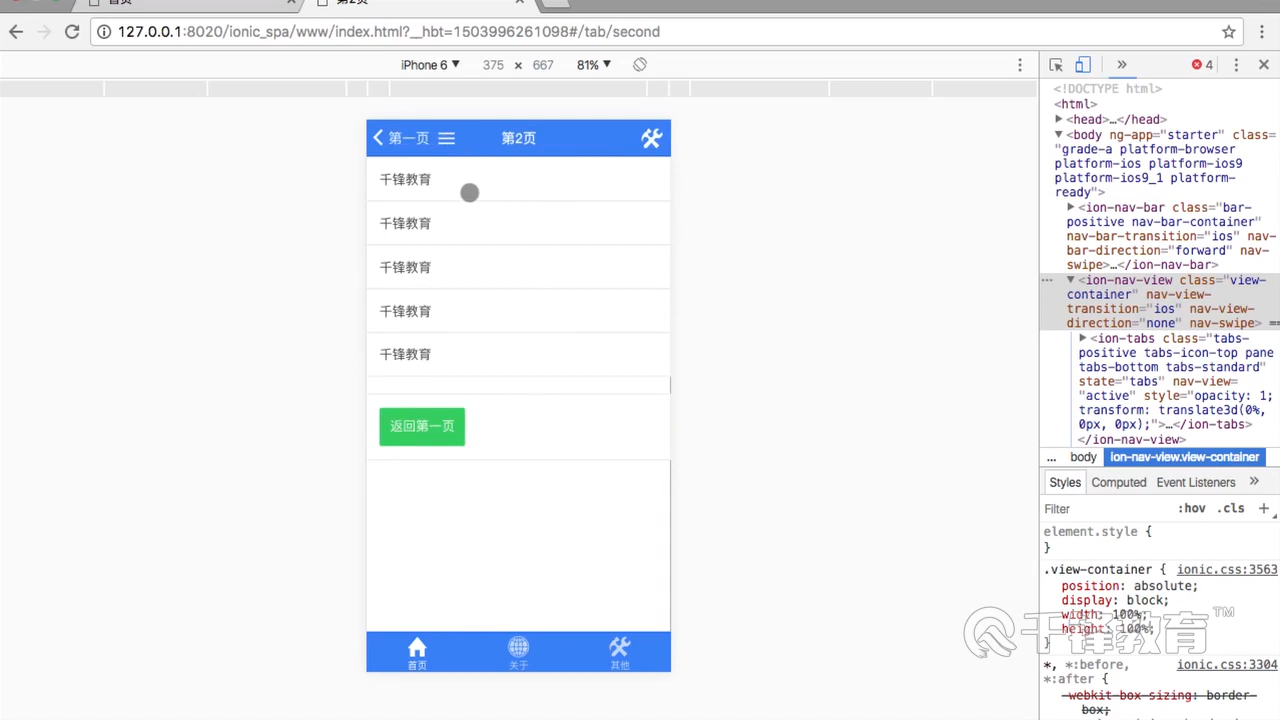 首页
第2页
127.0.0.1:8020/ionic_spa/www/index.html?__hbt=1503996261098#/tab/second
iPhone 6 ▼ 375 × 667 81% ▼
» 4
第一页 第2页
千锋教育
千锋教育
千锋教育
千锋教育
千锋教育
返回第一页
首页 关于 其他
<!DOCTYPE html>
<html>
▶<head>…</head>
▼<body ng-app="starter" class=
"grade-a platform-browser
platform-ios platform-ios9
platform-ios9_1 platform-
ready">
▶<ion-nav-bar class="bar-
positive nav-bar-container"
nav-bar-transition="ios" nav-
bar-direction="forward" nav-
swipe>…</ion-nav-bar>
… ▼<ion-nav-view class="view-
container" nav-view-
transition="ios" nav-view-
direction="none" nav-swipe> ==
▶<ion-tabs class="tabs-
positive tabs-icon-top pane
tabs-bottom tabs-standard"
state="tabs" nav-view=
"active" style="opacity: 1;
transform: translate3d(0%,
0px, 0px);">…</ion-tabs>
</ion-nav-view>
... body ion-nav-view.view-container
Styles Computed Event Listeners »
Filter :hov .cls +
element.style {
}
.view-container { ionic.css:3563
position: absolute;
display: block;
width: 100%;
height: 100%;
}
千锋教育™
*, *:before, ionic.css:3304
*:after {
-webkit-box-sizing: border-
box;